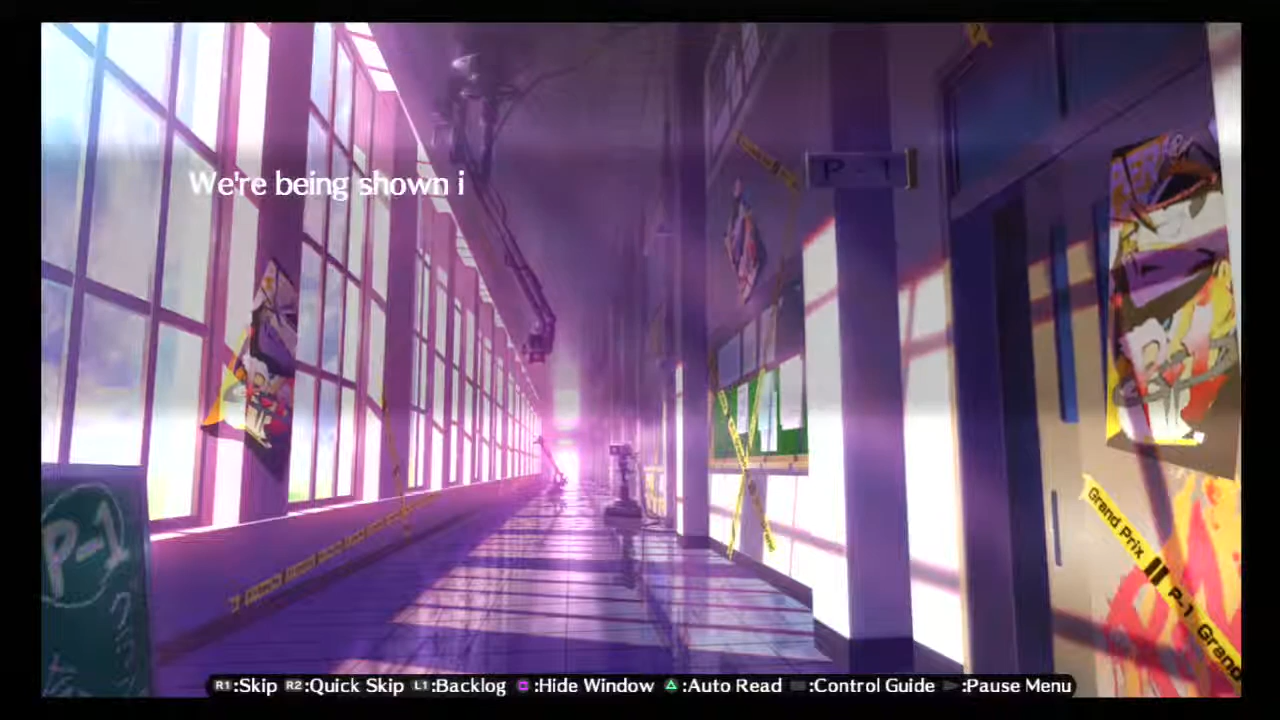 We're being shown i
P-1
P-1
Grand Prix P-1 Grand
R1:Skip R2:Quick Skip L1:Backlog :Hide Window :Auto Read :Control Guide :Pause Menu